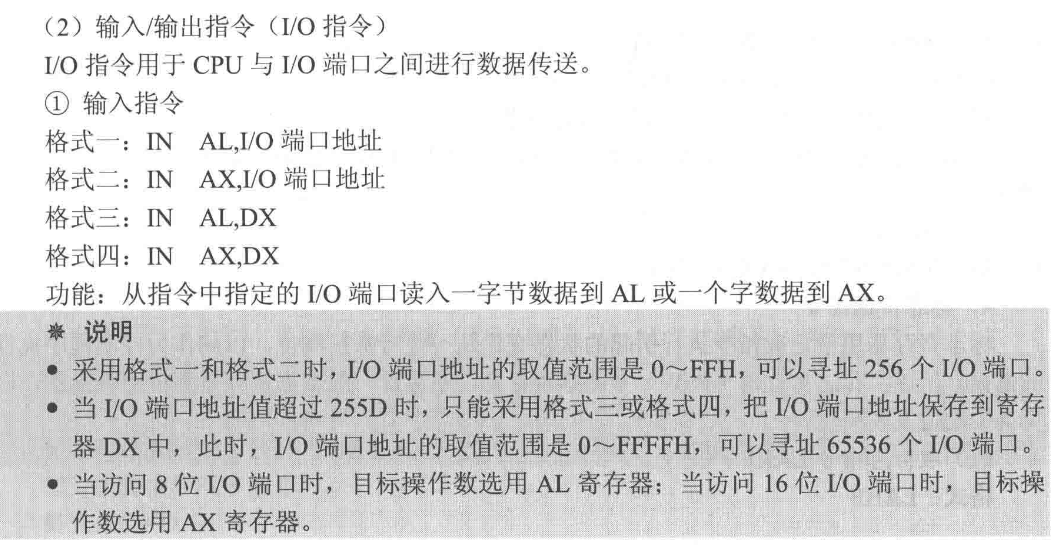 （2）输入/输出指令（I/O 指令）
I/O 指令用于 CPU 与 I/O 端口之间进行数据传送。
① 输入指令
格式一：IN AL,I/O 端口地址
格式二：IN AX,I/O 端口地址
格式三：IN AL,DX
格式四：IN AX,DX
功能：从指令中指定的 I/O 端口读入一字节数据到 AL 或一个字数据到 AX。
＊ 说明
● 采用格式一和格式二时，I/O 端口地址的取值范围是 0～FFH，可以寻址 256 个 I/O 端口。
● 当 I/O 端口地址值超过 255D 时，只能采用格式三或格式四，把 I/O 端口地址保存到寄存
器 DX 中，此时，I/O 端口地址的取值范围是 0～FFFFH，可以寻址 65536 个 I/O 端口。
● 当访问 8 位 I/O 端口时，目标操作数选用 AL 寄存器；当访问 16 位 I/O 端口时，目标操
作数选用 AX 寄存器。